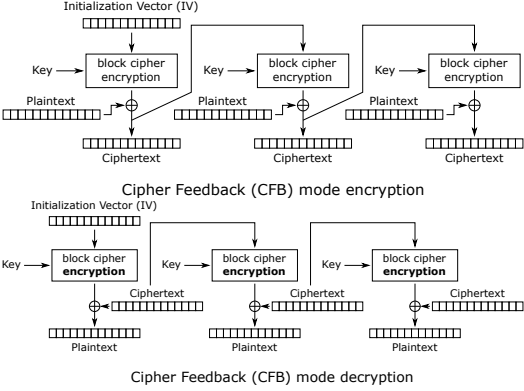 Initialization Vector (IV)
Key
block cipher
encryption
Key
block cipher
encryption
Key
block cipher
encryption
Plaintext
Plaintext
Plaintext
Ciphertext
Ciphertext
Ciphertext
Cipher Feedback (CFB) mode encryption
Initialization Vector (IV)
Key
block cipher
encryption
Key
block cipher
encryption
Key
block cipher
encryption
Ciphertext
Ciphertext
Ciphertext
Plaintext
Plaintext
Plaintext
Cipher Feedback (CFB) mode decryption